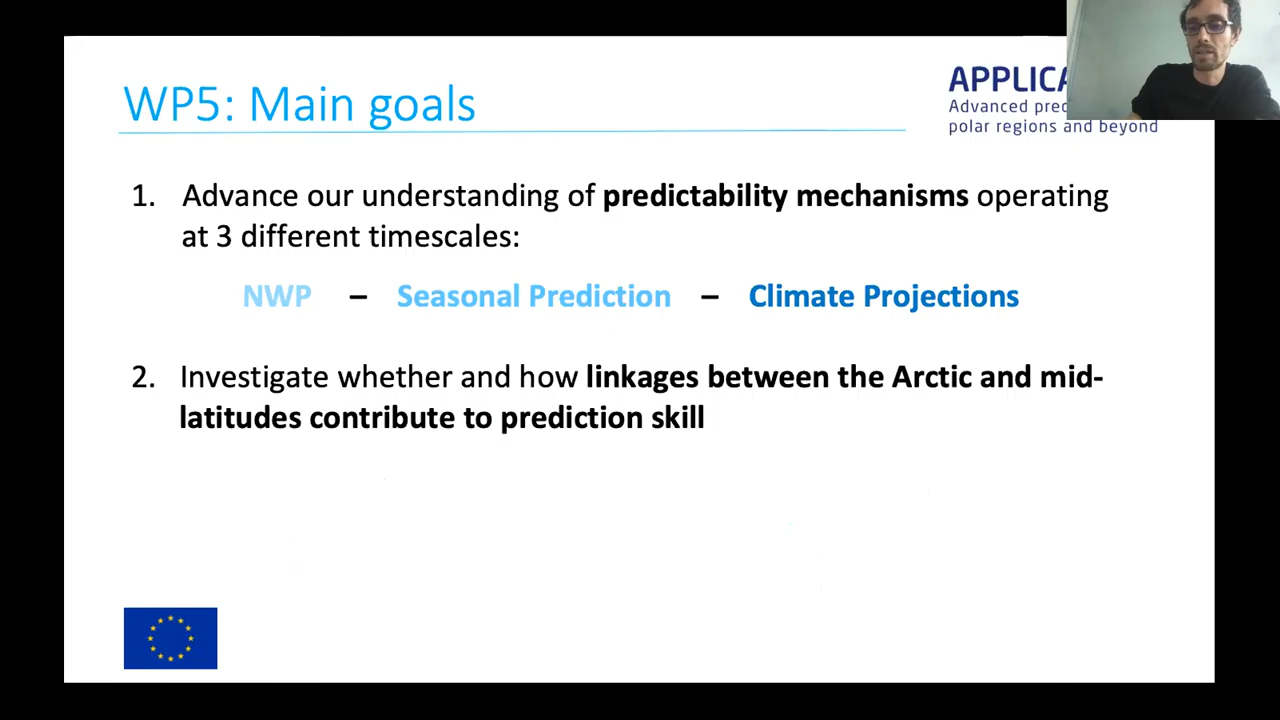 WP5: Main goals
APPLICA
Advanced pred
polar regions and beyond
1. Advance our understanding of predictability mechanisms operating
at 3 different timescales:
NWP – Seasonal Prediction – Climate Projections
2. Investigate whether and how linkages between the Arctic and mid-
latitudes contribute to prediction skill